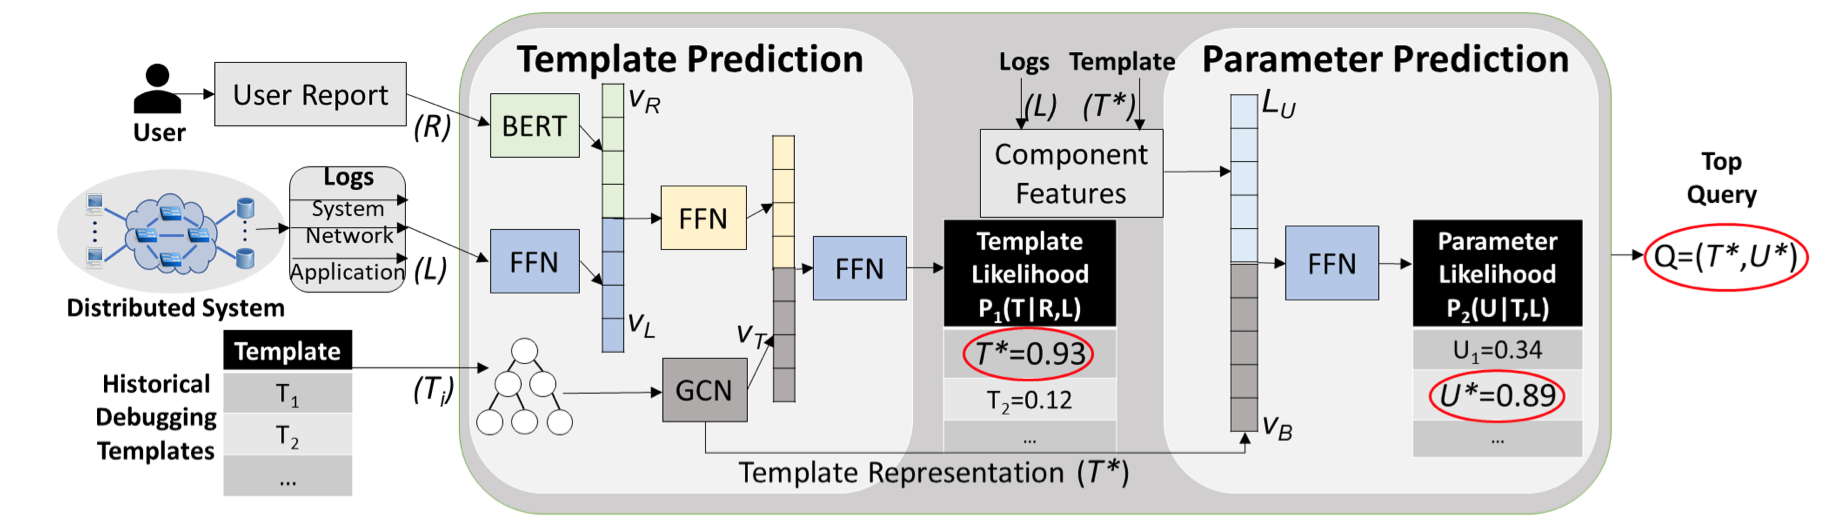 Template Prediction
Parameter Prediction
User
User Report
(R)
BERT
v_R
Logs
System
Network
Application
(L)
Distributed System
FFN
v_L
FFN
FFN
Historical
Debugging
Templates
Template
T_1
T_2
...
(T_i)
GCN
v_T
Template Representation (T*)
Logs
Template
(L)
(T*)
Component
Features
Template
Likelihood
P_1(T|R,L)
T*=0.93
T_2=0.12
...
L_U
v_B
FFN
Parameter
Likelihood
P_2(U|T,L)
U_1=0.34
U*=0.89
...
Top
Query
Q=(T*,U*)